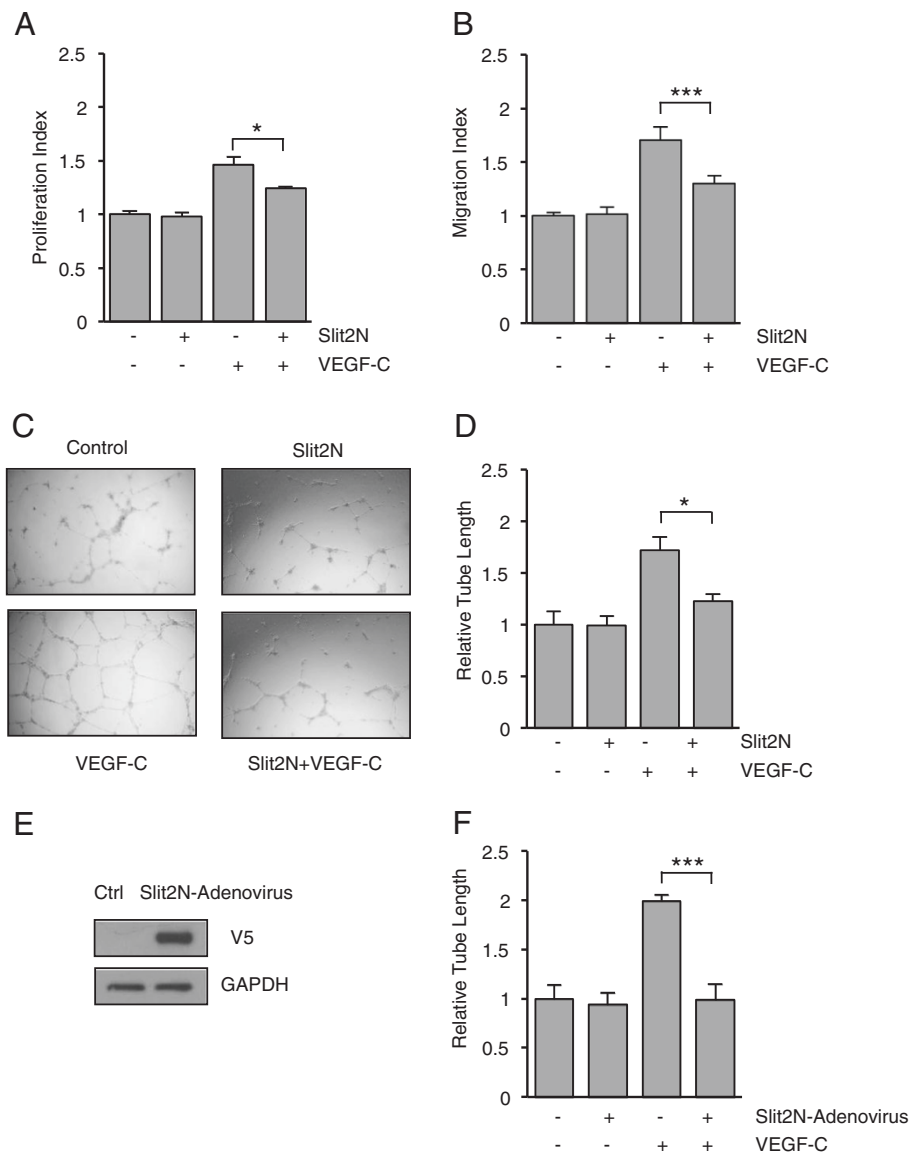 A
2.5
2
1.5
1
0.5
0
Proliferation Index
*
- + - + Slit2N
- - + + VEGF-C
B
2.5
2
1.5
1
0.5
0
Migration Index
***
- + - + Slit2N
- - + + VEGF-C
C
Control Slit2N
VEGF-C Slit2N+VEGF-C
D
2.5
2
1.5
1
0.5
0
Relative Tube Length
*
- + - + Slit2N
- - + + VEGF-C
E
Ctrl Slit2N-Adenovirus
V5
GAPDH
F
2.5
2
1.5
1
0.5
0
Relative Tube Length
***
- + - + Slit2N-Adenovirus
- - + + VEGF-C